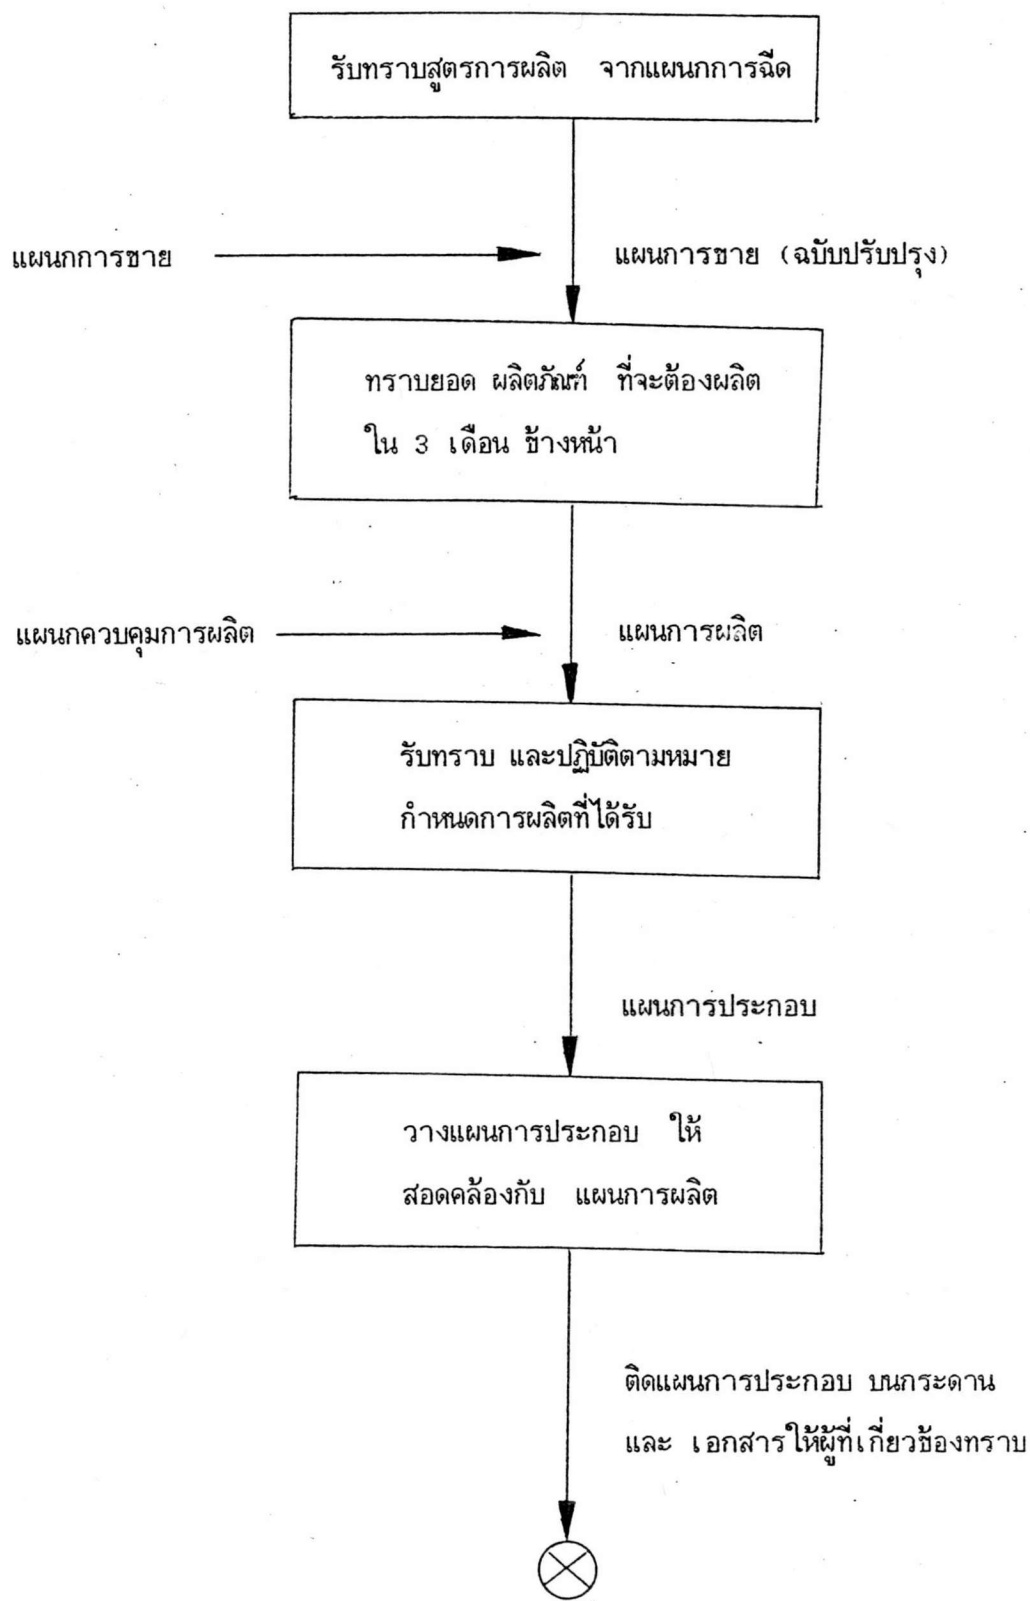 รับทราบสูตรการผลิต จากแผนกการฉีด
แผนกการขาย
แผนการขาย (ฉบับปรับปรุง)
ทราบยอด ผลิตภัณฑ์ ที่จะต้องผลิต
ใน 3 เดือน ข้างหน้า
แผนกควบคุมการผลิต
แผนการผลิต
รับทราบ และปฏิบัติตามหมาย
กำหนดการผลิตที่ได้รับ
แผนการประกอบ
วางแผนการประกอบ ให้
สอดคล้องกับ แผนการผลิต
ติดแผนการประกอบ บนกระดาน
และ เอกสารให้ผู้ที่เกี่ยวข้องทราบ